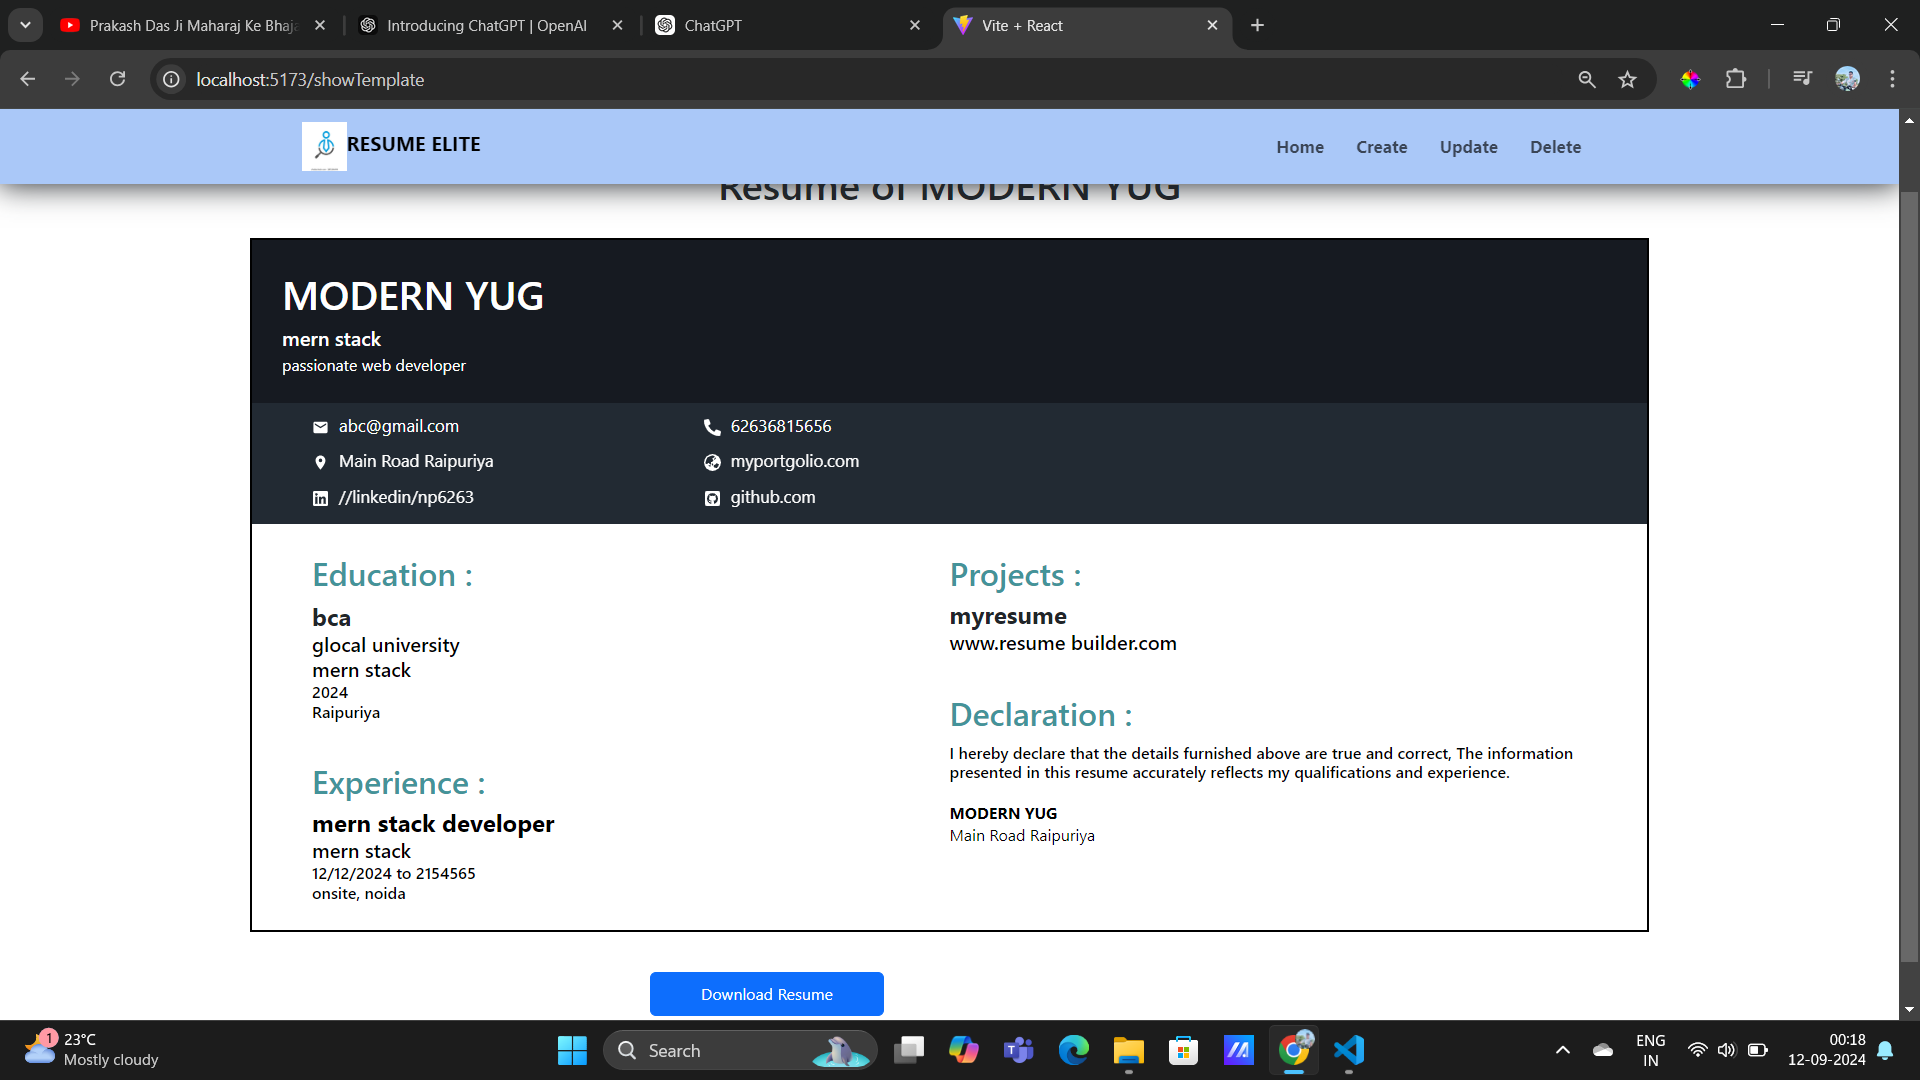 Prakash Das Ji Maharaj Ke Bhaja
Introducing ChatGPT | OpenAI
ChatGPT
Vite + React
localhost:5173/showTemplate
RESUME ELITE
Home
Create
Update
Delete
Resume of MODERN YUG
MODERN YUG
mern stack
passionate web developer
abc@gmail.com
62636815656
Main Road Raipuriya
myportgolio.com
//linkedin/np6263
github.com
Education :
bca
glocal university
mern stack
2024
Raipuriya
Experience :
mern stack developer
mern stack
12/12/2024 to 2154565
onsite, noida
Projects :
myresume
www.resume builder.com
Declaration :
I hereby declare that the details furnished above are true and correct, The information
presented in this resume accurately reflects my qualifications and experience.
MODERN YUG
Main Road Raipuriya
Download Resume
1
23°C
Mostly cloudy
Search
ENG
IN
00:18
12-09-2024